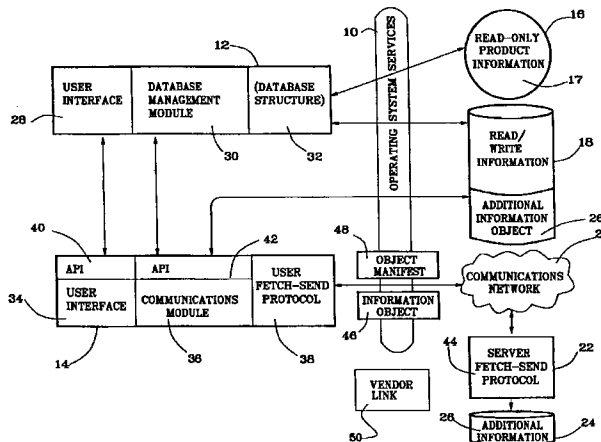 10
16
12
OPERATING SYSTEM SERVICES
READ-ONLY
PRODUCT
INFORMATION
17
USER
INTERFACE
DATABASE
MANAGEMENT
MODULE
(DATABASE
STRUCTURE)
28
30
32
READ/
WRITE
INFORMATION
18
ADDITIONAL
INFORMATION
OBJECT
26
40
42
48
API
API
USER
FETCH-SEND
PROTOCOL
OBJECT
MANIFEST
COMMUNICATIONS
NETWORK
34
USER
INTERFACE
COMMUNICATIONS
MODULE
INFORMATION
OBJECT
14
36
38
46
44
SERVER
FETCH-SEND
PROTOCOL
22
VENDOR
LINK
50
26
ADDITIONAL
INFORMATION
24